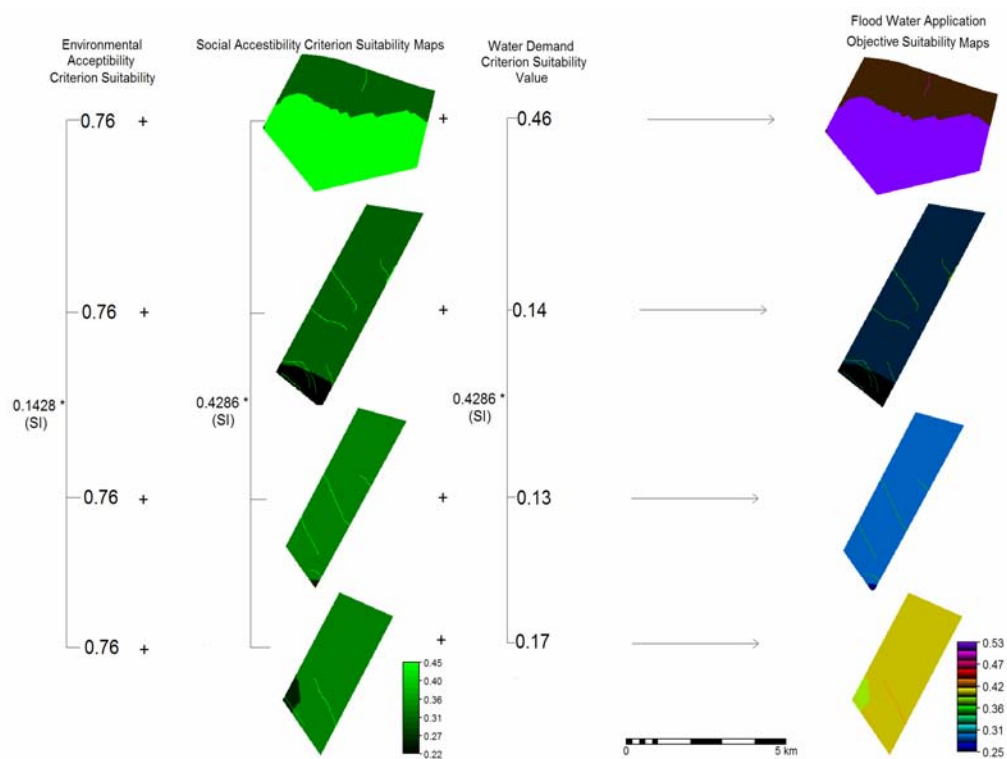 Environmental
Acceptibility
Criterion Suitability
Social Accestibility Criterion Suitability Maps
Water Demand
Criterion Suitability
Value
Flood Water Application
Objective Suitability Maps
0.76 + + 0.46
0.76 + + 0.14
0.1428 *
(SI)
0.4286 *
(SI)
0.4286 *
(SI)
0.76 + + 0.13
0.76 + + 0.17
0.45
0.40
0.36
0.31
0.27
0.22
0 5 km
0.53
0.47
0.42
0.36
0.31
0.25